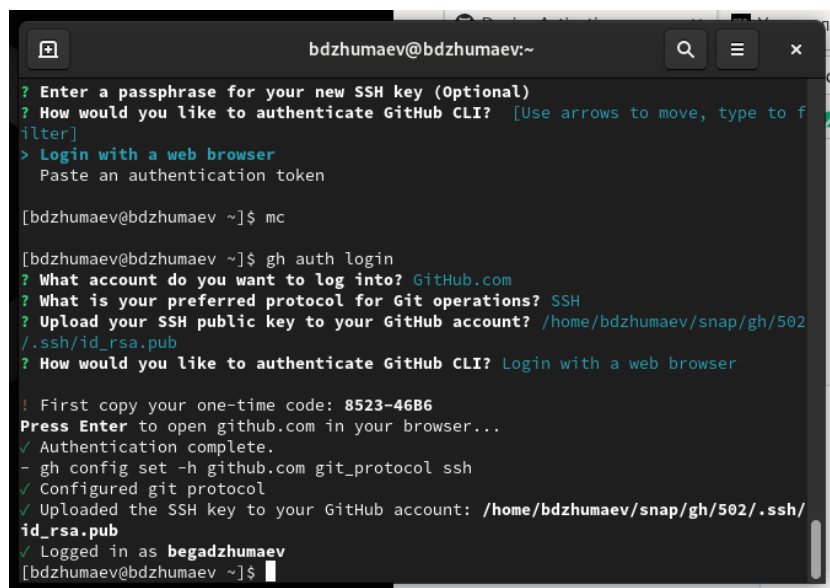 bdzhumaev@bdzhumaev:~
? Enter a passphrase for your new SSH key (Optional)
? How would you like to authenticate GitHub CLI?  [Use arrows to move, type to f
ilter]
> Login with a web browser
  Paste an authentication token
[bdzhumaev@bdzhumaev ~]$ mc
[bdzhumaev@bdzhumaev ~]$ gh auth login
? What account do you want to log into? GitHub.com
? What is your preferred protocol for Git operations? SSH
? Upload your SSH public key to your GitHub account? /home/bdzhumaev/snap/gh/502
/.ssh/id_rsa.pub
? How would you like to authenticate GitHub CLI? Login with a web browser
! First copy your one-time code: 8523-46B6
Press Enter to open github.com in your browser...
✓ Authentication complete.
- gh config set -h github.com git_protocol ssh
✓ Configured git protocol
✓ Uploaded the SSH key to your GitHub account: /home/bdzhumaev/snap/gh/502/.ssh/
id_rsa.pub
✓ Logged in as begadzhumaev
[bdzhumaev@bdzhumaev ~]$